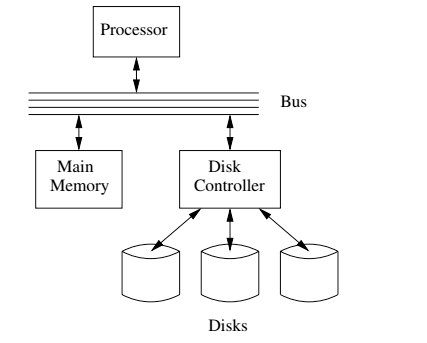 Processor
Bus
Main
Memory
Disk
Controller
Disks